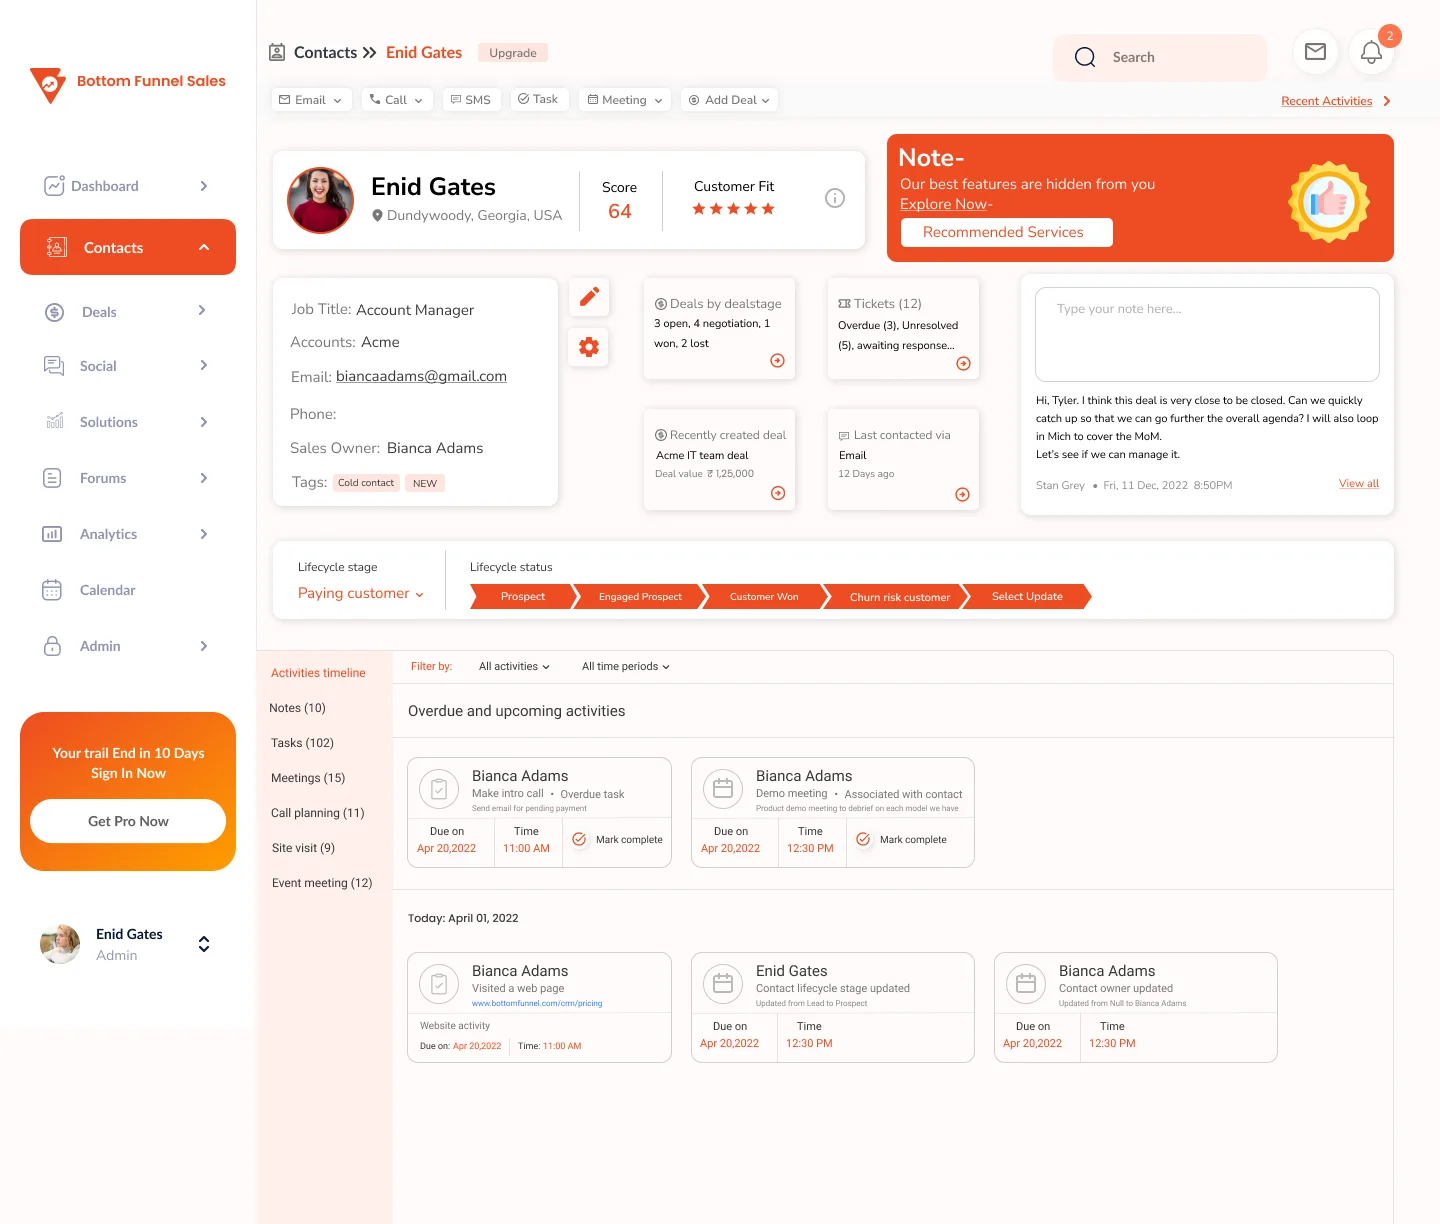 Bottom Funnel Sales
Dashboard
Contacts
Deals
Social
Solutions
Forums
Analytics
Calendar
Admin
Your trail End in 10 Days
Sign In Now
Get Pro Now
Enid Gates
Admin
Contacts >> Enid Gates Upgrade
Search
2
Email Call SMS Task Meeting Add Deal
Recent Activities
Enid Gates
Dundywoody, Georgia, USA
Score
64
Customer Fit
Note-
Our best features are hidden from you
Explore Now-
Recommended Services
Job Title: Account Manager
Accounts: Acme
Email: biancaadams@gmail.com
Phone:
Sales Owner: Bianca Adams
Tags: Cold contact NEW
Deals by dealstage
3 open, 4 negotiation, 1
won, 2 lost
Tickets (12)
Overdue (3), Unresolved
(5), awaiting response...
Recently created deal
Acme IT team deal
Deal value ₹ 1,25,000
Last contacted via
Email
12 Days ago
Type your note here...
Hi, Tyler. I think this deal is very close to be closed. Can we quickly
catch up so that we can go further the overall agenda? I will also loop
in Mich to cover the MoM.
Let's see if we can manage it.
Stan Grey • Fri, 11 Dec, 2022 8:50PM
View all
Lifecycle stage
Paying customer
Lifecycle status
Prospect Engaged Prospect Customer Won Churn risk customer Select Update
Activities timeline
Notes (10)
Tasks (102)
Meetings (15)
Call planning (11)
Site visit (9)
Event meeting (12)
Filter by: All activities All time periods
Overdue and upcoming activities
Bianca Adams
Make intro call • Overdue task
Send email for pending payment
Due on
Apr 20,2022
Time
11:00 AM
Mark complete
Bianca Adams
Demo meeting • Associated with contact
Product demo meeting to debrief on each model we have
Due on
Apr 20,2022
Time
12:30 PM
Mark complete
Today: April 01, 2022
Bianca Adams
Visited a web page
www.bottomfunnel.com/crm/pricing
Website activity
Due on: Apr 20,2022 Time: 11:00 AM
Enid Gates
Contact lifecycle stage updated
Updated from Lead to Prospect
Due on
Apr 20,2022
Time
12:30 PM
Bianca Adams
Contact owner updated
Updated from Null to Bianca Adams
Due on
Apr 20,2022
Time
12:30 PM